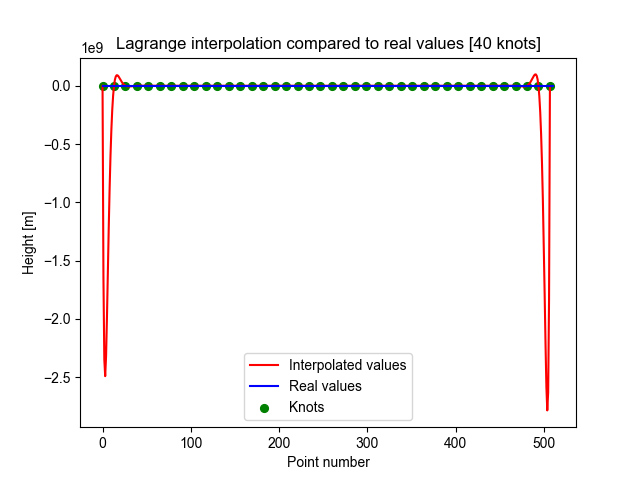 Lagrange interpolation compared to real values [40 knots]
1e9
0.0
−0.5
−1.0
−1.5
−2.0
−2.5
Height [m]
Interpolated values
Real values
Knots
0 100 200 300 400 500
Point number